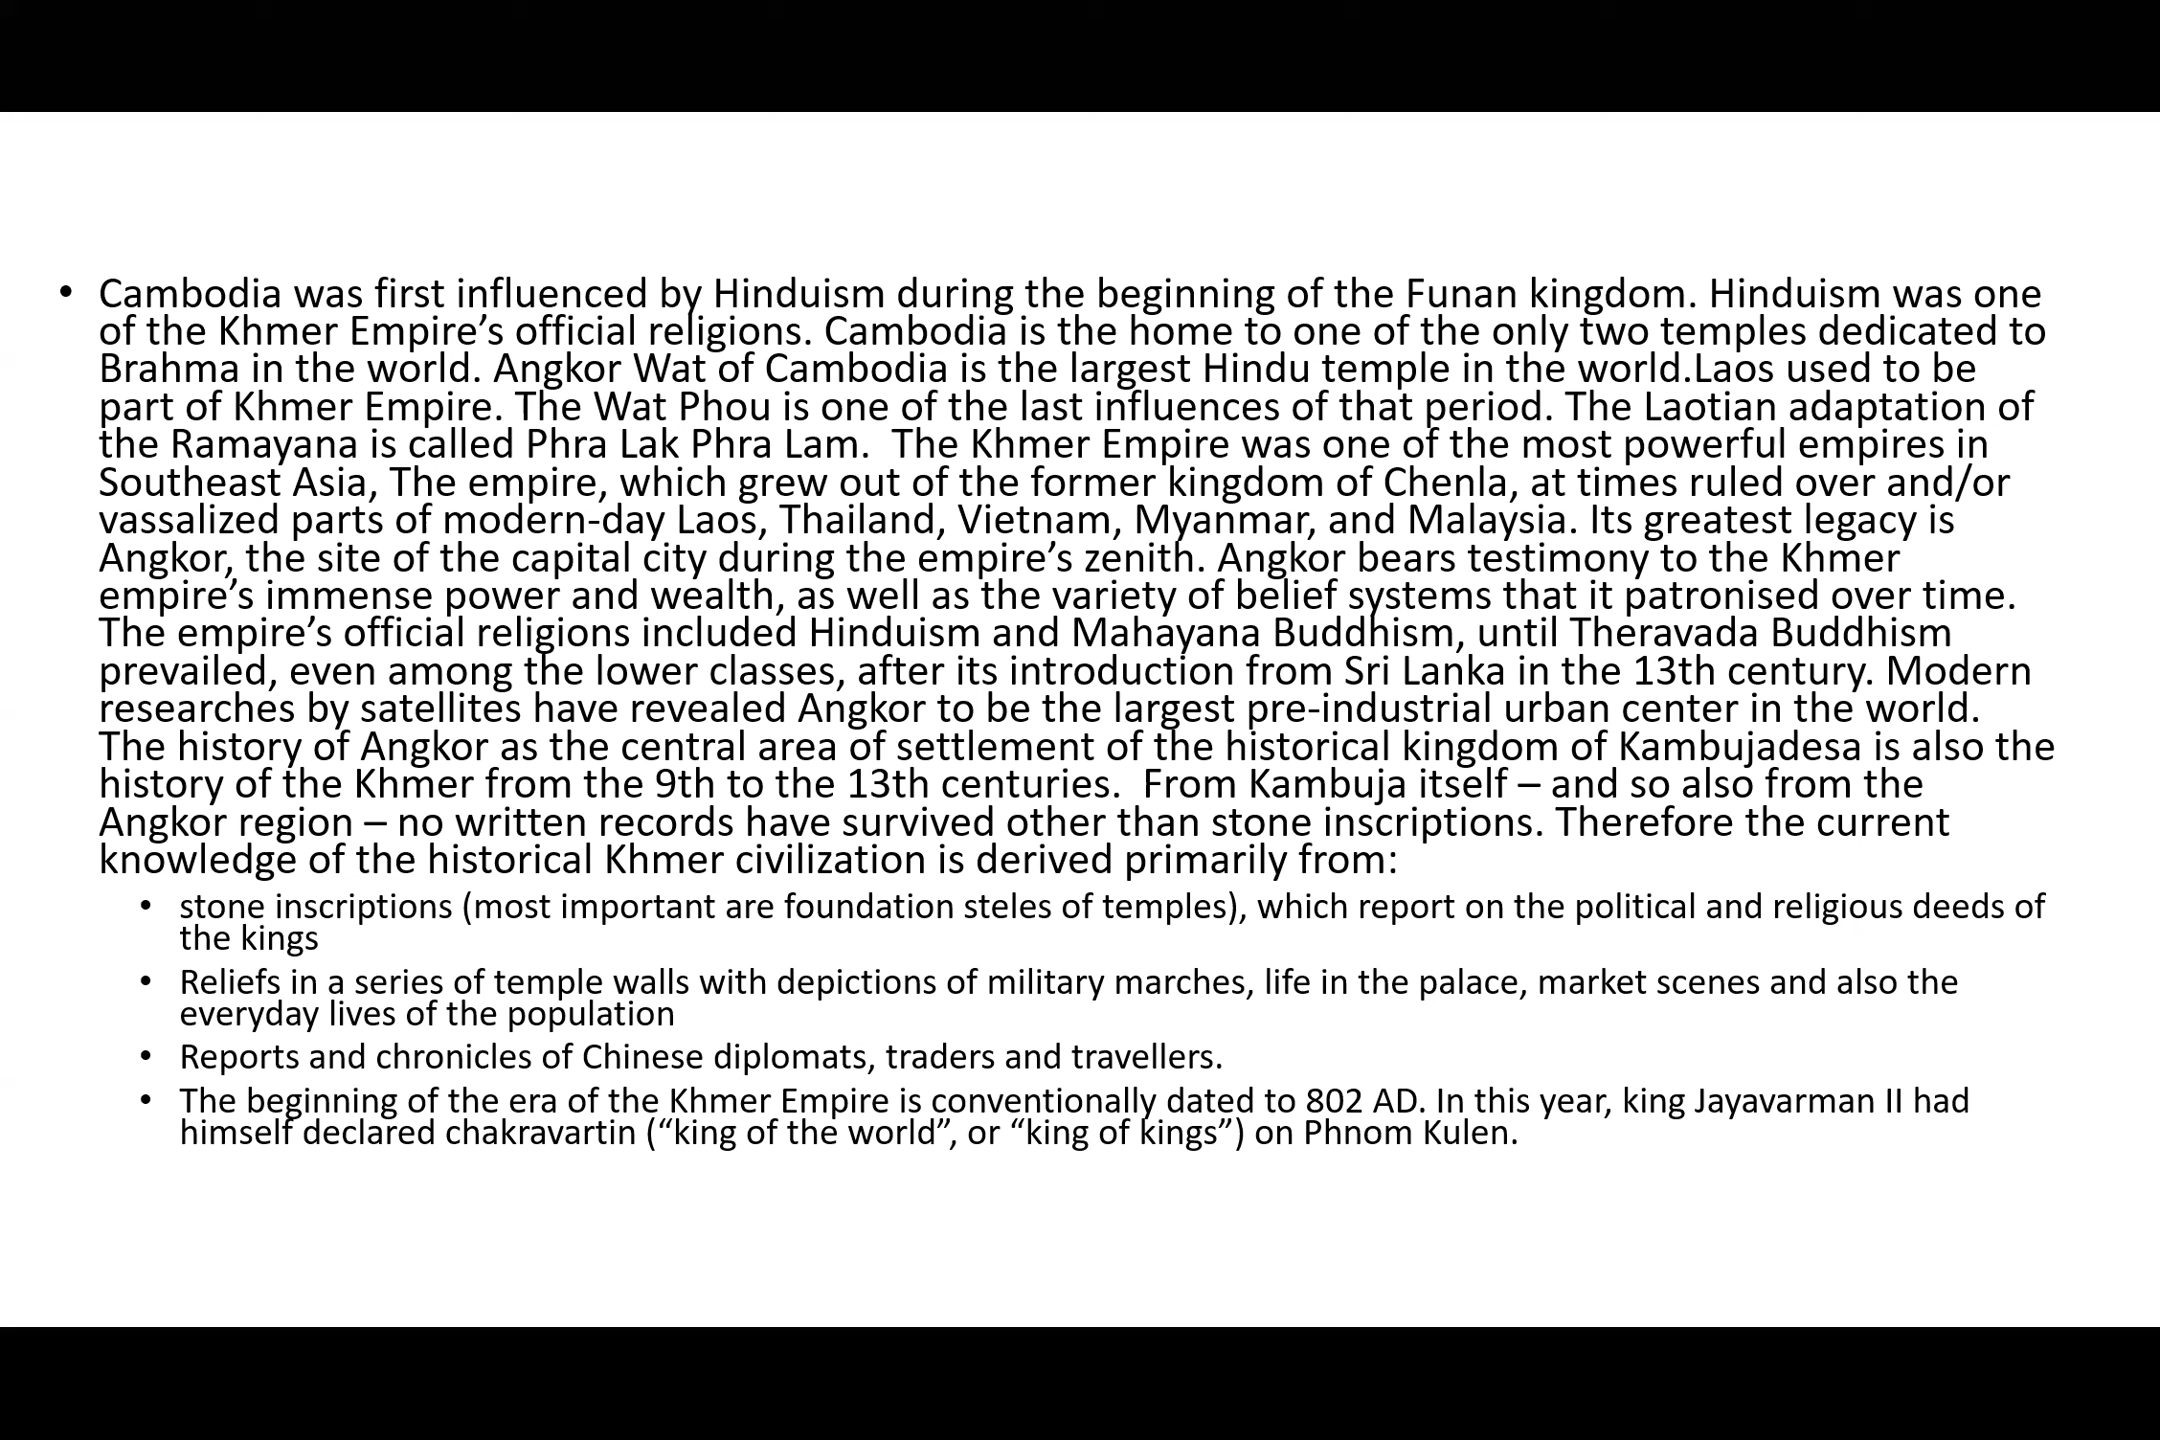 • Cambodia was first influenced by Hinduism during the beginning of the Funan kingdom. Hinduism was one
of the Khmer Empire’s official religions. Cambodia is the home to one of the only two temples dedicated to
Brahma in the world. Angkor Wat of Cambodia is the largest Hindu temple in the world.Laos used to be
part of Khmer Empire. The Wat Phou is one of the last influences of that period. The Laotian adaptation of
the Ramayana is called Phra Lak Phra Lam.  The Khmer Empire was one of the most powerful empires in
Southeast Asia, The empire, which grew out of the former kingdom of Chenla, at times ruled over and/or
vassalized parts of modern-day Laos, Thailand, Vietnam, Myanmar, and Malaysia. Its greatest legacy is
Angkor, the site of the capital city during the empire’s zenith. Angkor bears testimony to the Khmer
empire’s immense power and wealth, as well as the variety of belief systems that it patronised over time.
The empire’s official religions included Hinduism and Mahayana Buddhism, until Theravada Buddhism
prevailed, even among the lower classes, after its introduction from Sri Lanka in the 13th century. Modern
researches by satellites have revealed Angkor to be the largest pre-industrial urban center in the world.
The history of Angkor as the central area of settlement of the historical kingdom of Kambujadesa is also the
history of the Khmer from the 9th to the 13th centuries.  From Kambuja itself – and so also from the
Angkor region – no written records have survived other than stone inscriptions. Therefore the current
knowledge of the historical Khmer civilization is derived primarily from:
• stone inscriptions (most important are foundation steles of temples), which report on the political and religious deeds of
the kings
• Reliefs in a series of temple walls with depictions of military marches, life in the palace, market scenes and also the
everyday lives of the population
• Reports and chronicles of Chinese diplomats, traders and travellers.
• The beginning of the era of the Khmer Empire is conventionally dated to 802 AD. In this year, king Jayavarman II had
himself declared chakravartin (“king of the world”, or “king of kings”) on Phnom Kulen.